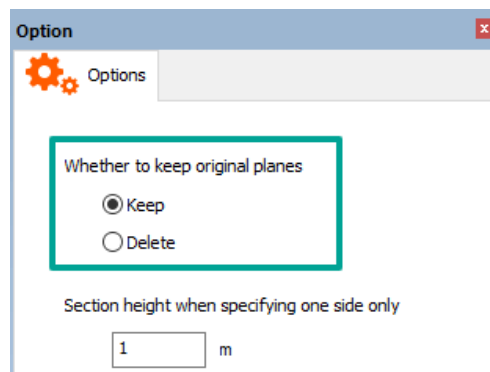 Option
x
Options
Whether to keep original planes
Keep
Delete
Section height when specifying one side only
1 m